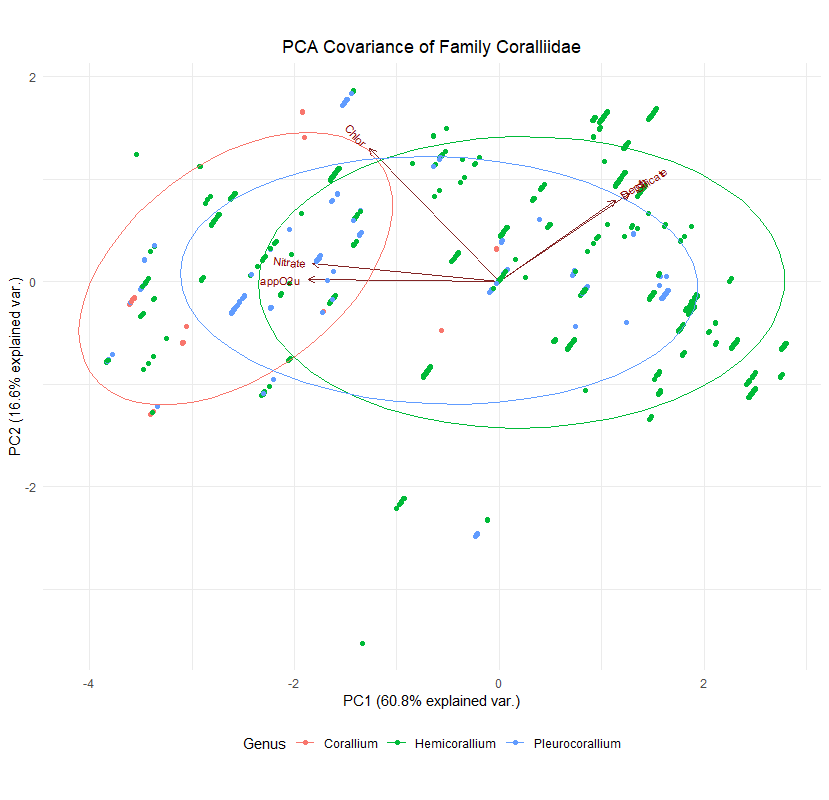 PCA Covariance of Family Coralliidae
2
0
-2
PC2 (16.6% explained var.)
Chlor
Nitrate
appO2u
-4
-2
0
2
PC1 (60.8% explained var.)
Genus Corallium Hemicorallium Pleurocorallium